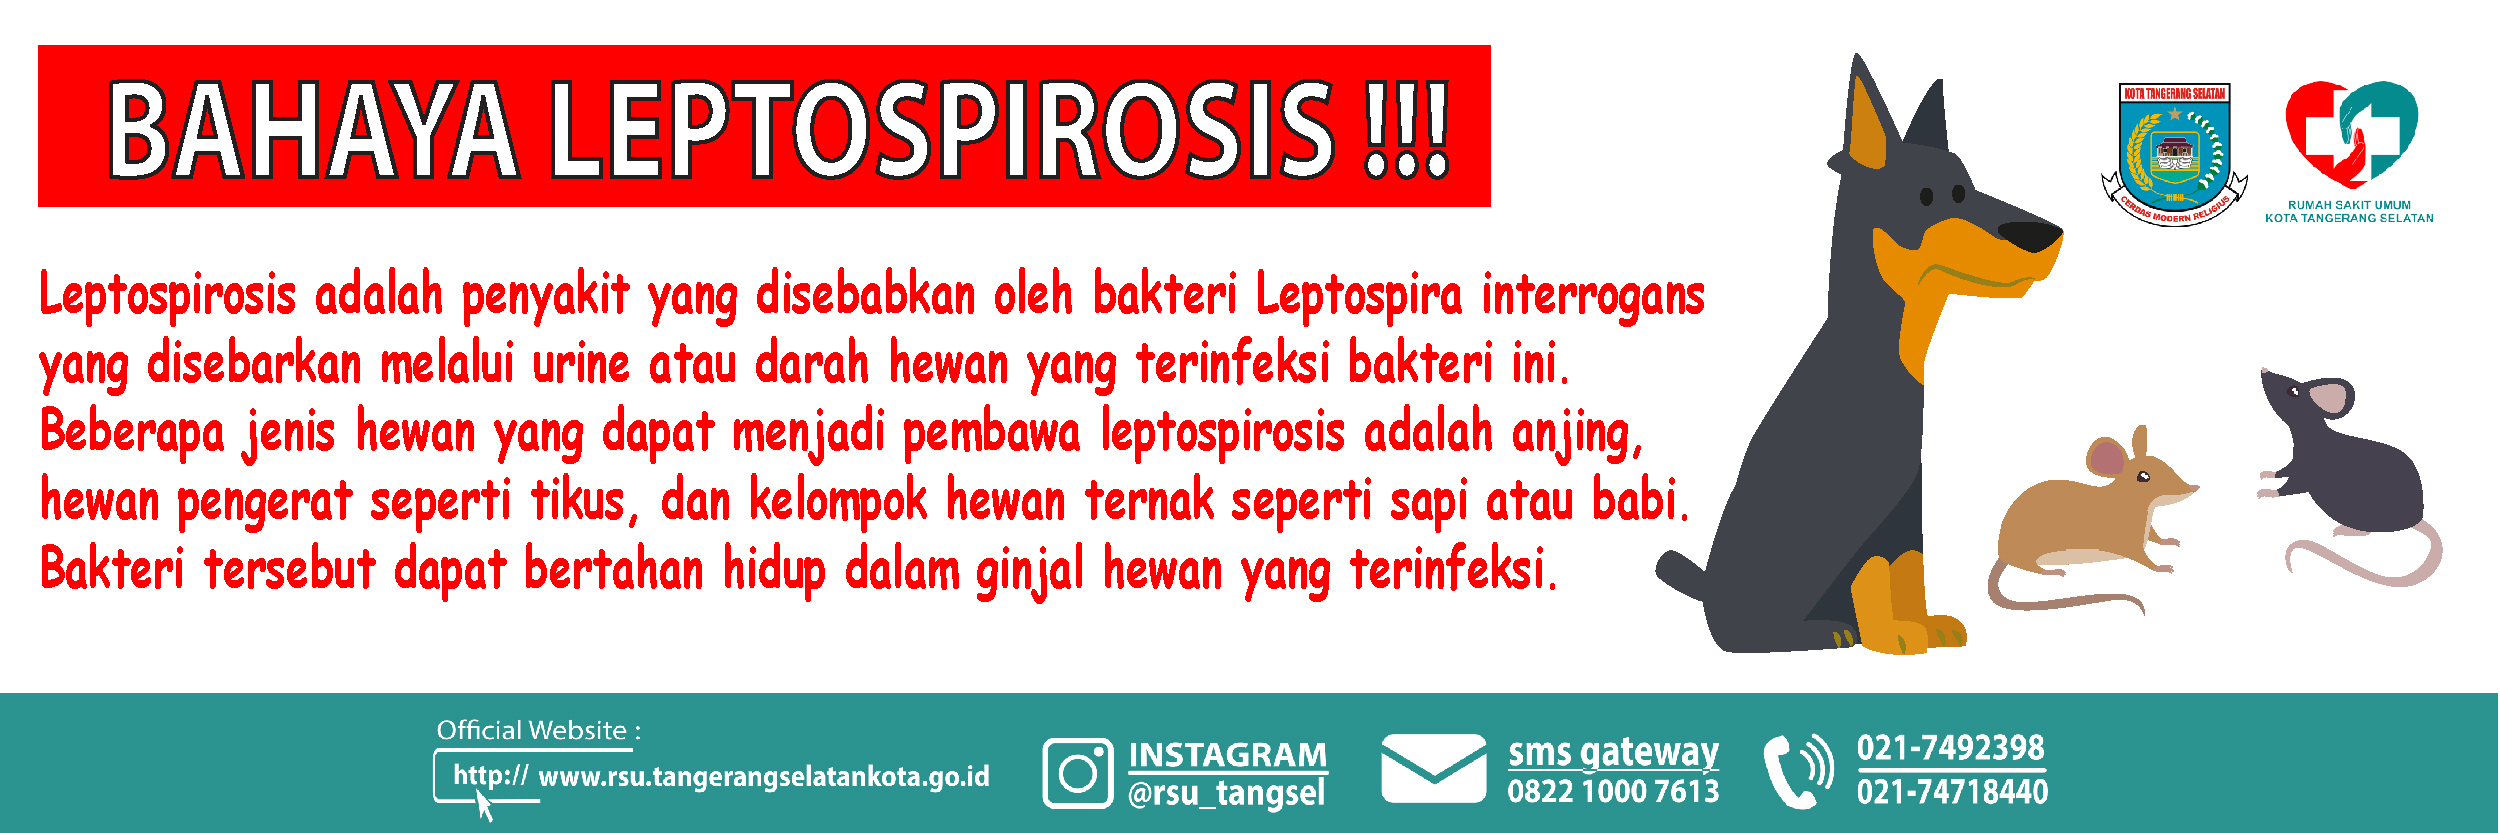 BAHAYA LEPTOSPIROSIS !!!
KOTA TANGERANG SELATAN
CERDAS MODERN RELIGIUS
RUMAH SAKIT UMUM
KOTA TANGERANG SELATAN
Leptospirosis adalah penyakit yang disebabkan oleh bakteri Leptospira interrogans
yang disebarkan melalui urine atau darah hewan yang terinfeksi bakteri ini.
Beberapa jenis hewan yang dapat menjadi pembawa leptospirosis adalah anjing,
hewan pengerat seperti tikus, dan kelompok hewan ternak seperti sapi atau babi.
Bakteri tersebut dapat bertahan hidup dalam ginjal hewan yang terinfeksi.
Official Website :
http:// www.rsu.tangerangselatankota.go.id
INSTAGRAM
@rsu_tangsel
sms gateway
0822 1000 7613
021-7492398
021-74718440